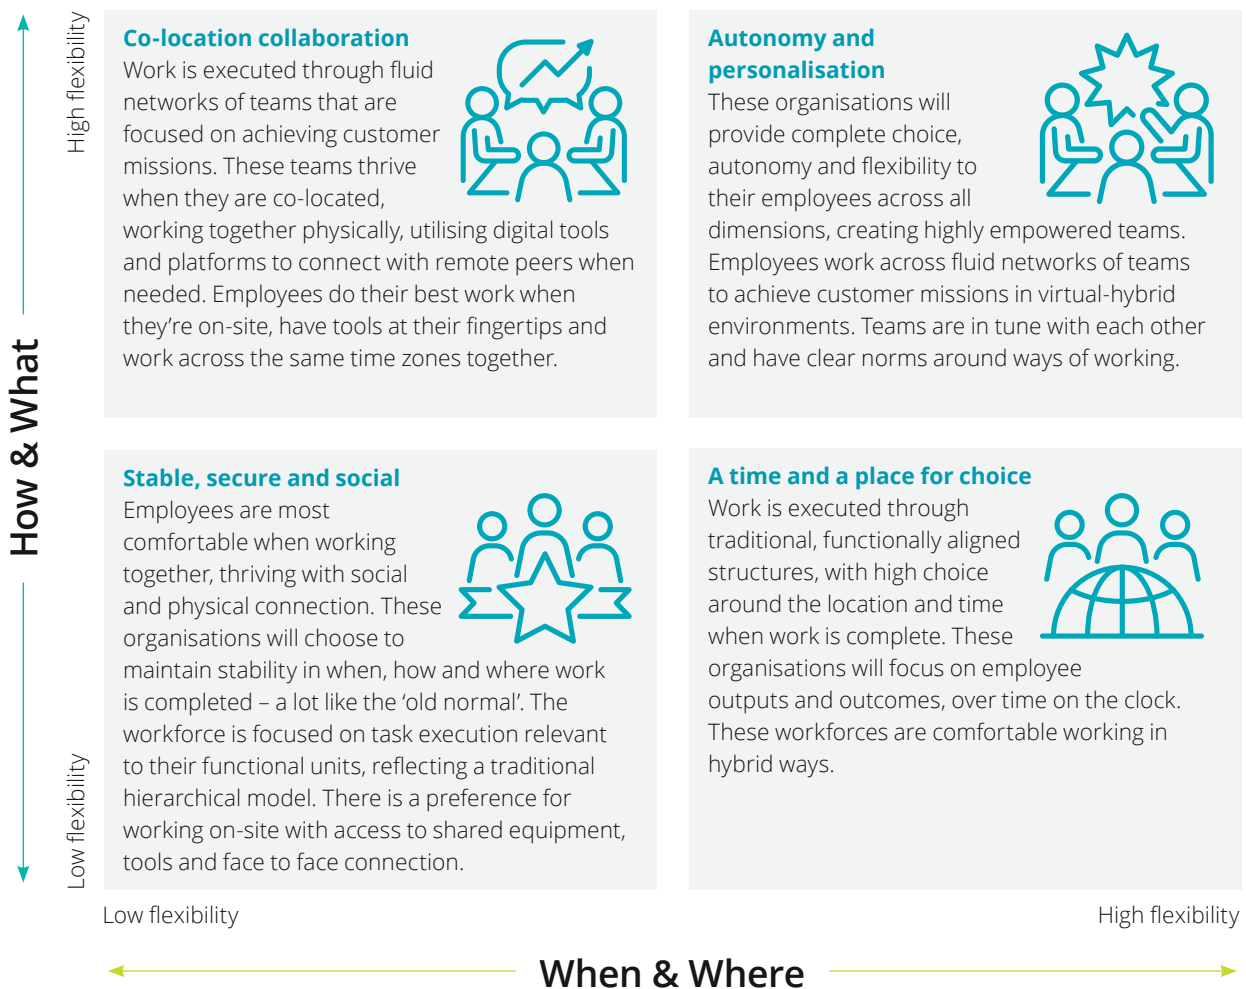 High flexibility
How & What
Low flexibility
Co-location collaboration
Work is executed through fluid
networks of teams that are
focused on achieving customer
missions. These teams thrive
when they are co-located,
working together physically, utilising digital tools
and platforms to connect with remote peers when
needed. Employees do their best work when
they’re on-site, have tools at their fingertips and
work across the same time zones together.
Autonomy and
personalisation
These organisations will
provide complete choice,
autonomy and flexibility to
their employees across all
dimensions, creating highly empowered teams.
Employees work across fluid networks of teams
to achieve customer missions in virtual-hybrid
environments. Teams are in tune with each other
and have clear norms around ways of working.
Stable, secure and social
Employees are most
comfortable when working
together, thriving with social
and physical connection. These
organisations will choose to
maintain stability in when, how and where work
is completed – a lot like the ‘old normal’. The
workforce is focused on task execution relevant
to their functional units, reflecting a traditional
hierarchical model. There is a preference for
working on-site with access to shared equipment,
tools and face to face connection.
A time and a place for choice
Work is executed through
traditional, functionally aligned
structures, with high choice
around the location and time
when work is complete. These
organisations will focus on employee
outputs and outcomes, over time on the clock.
These workforces are comfortable working in
hybrid ways.
Low flexibility
High flexibility
When & Where